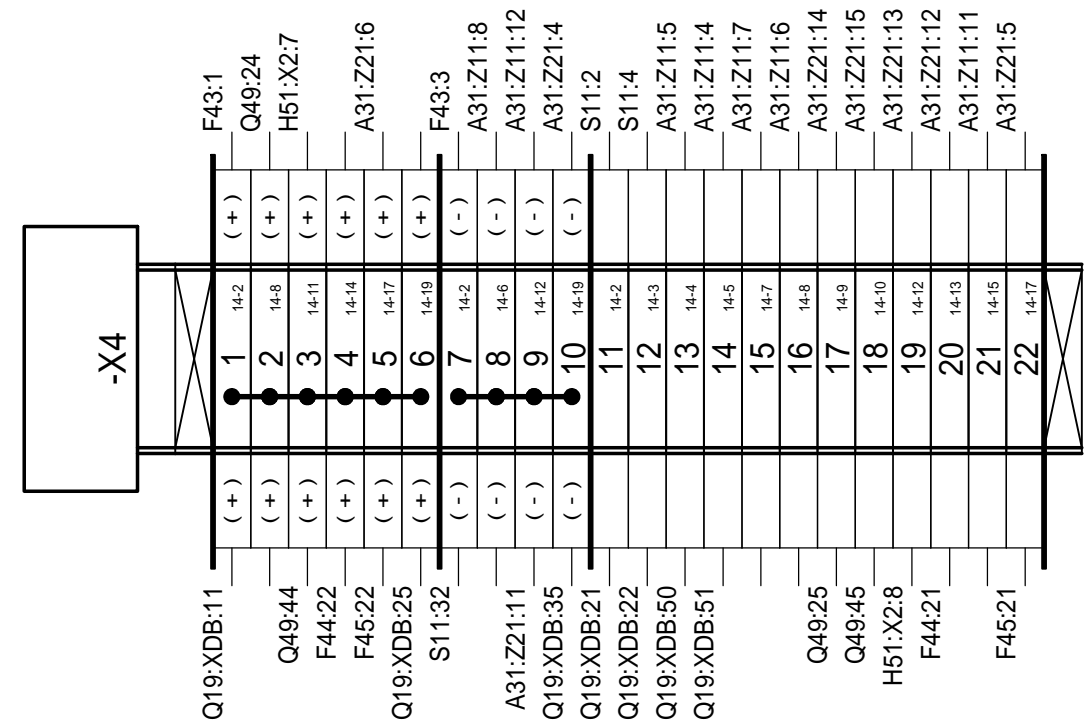 -X4
F43:1
Q49:24
H51:X2:7
A31:Z21:6
F43:3
A31:Z11:8
A31:Z11:12
A31:Z21:4
S11:2
S11:4
A31:Z11:5
A31:Z11:4
A31:Z11:7
A31:Z11:6
A31:Z21:14
A31:Z21:15
A31:Z21:13
A31:Z21:12
A31:Z11:11
A31:Z21:5
(+) (+) (+) (+) (+) (+) (-) (-) (-) (-)
14-2 14-8 14-11 14-14 14-17 14-19 14-2 14-6 14-12 14-19 14-2 14-3 14-4 14-5 14-7 14-8 14-9 14-10 14-12 14-13 14-15 14-17
1 2 3 4 5 6 7 8 9 10 11 12 13 14 15 16 17 18 19 20 21 22
(+) (+) (+) (+) (+) (+) (-) (-) (-) (-)
Q19:XDB:11
Q49:44
F44:22
F45:22
Q19:XDB:25
S11:32
A31:Z21:11
Q19:XDB:35
Q19:XDB:21
Q19:XDB:22
Q19:XDB:50
Q19:XDB:51
Q49:25
Q49:45
H51:X2:8
F44:21
F45:21